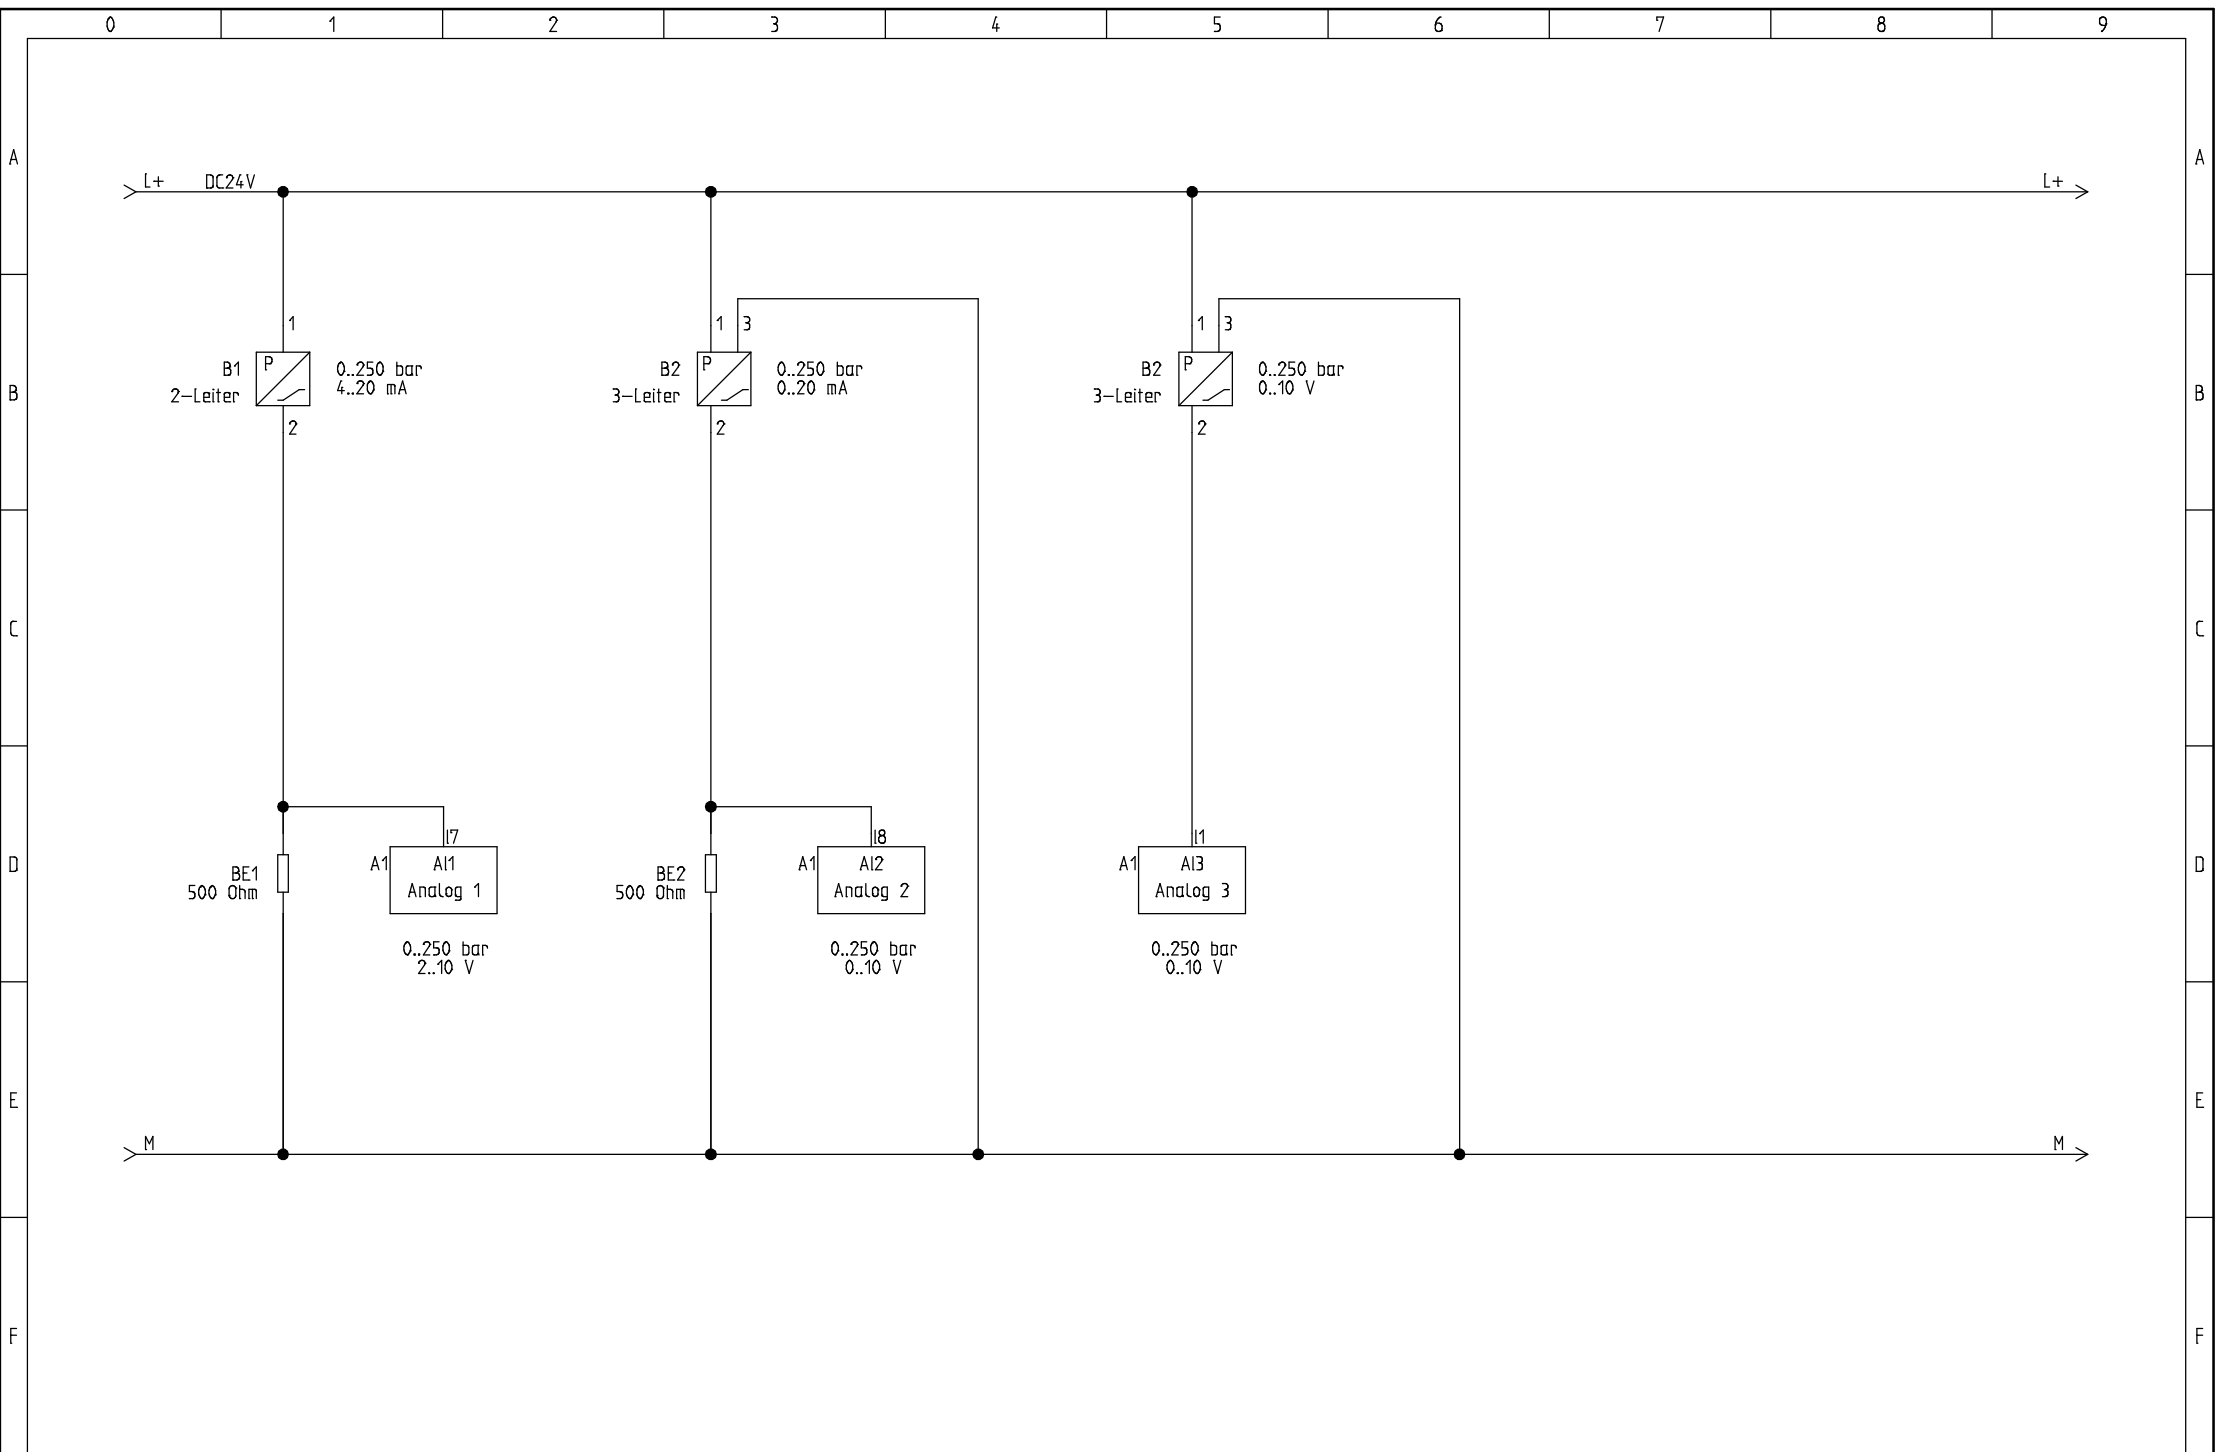 0 1 2 3 4 5 6 7 8 9
A A
L+ DC24V L+
1 1 3 1 3
P P P
B1 0..250 bar B2 0..250 bar B2 0..250 bar
4..20 mA 0..20 mA 0..10 V
2-Leiter 3-Leiter 3-Leiter
B B
2 2 2
C C
I7 I8 I1
A1 AI1 A1 AI2 A1 AI3
D D
BE1 BE2
500 Ohm Analog 1 500 Ohm Analog 2 Analog 3
0..250 bar 0..250 bar 0..250 bar
2..10 V 0..10 V 0..10 V
E E
M M
F F